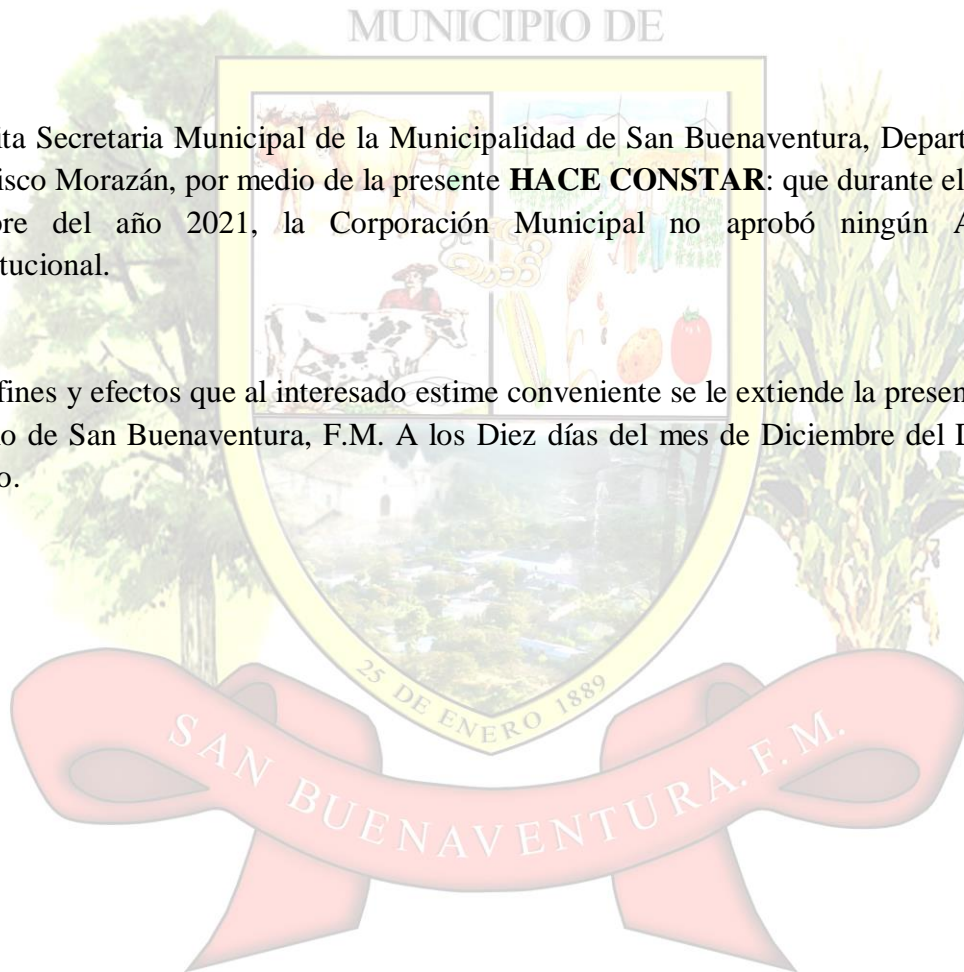 MUNICIPIO DE
ita Secretaria Municipal de la Municipalidad de San Buenaventura, Depart
isco Morazán, por medio de la presente HACE CONSTAR: que durante el
bre del año 2021, la Corporación Municipal no aprobó ningún A
tucional.
fines y efectos que al interesado estime conveniente se le extiende la presen
o de San Buenaventura, F.M. A los Diez días del mes de Diciembre del D
o.
25 DE ENERO 1889
SAN BUENAVENTURA. F. M.